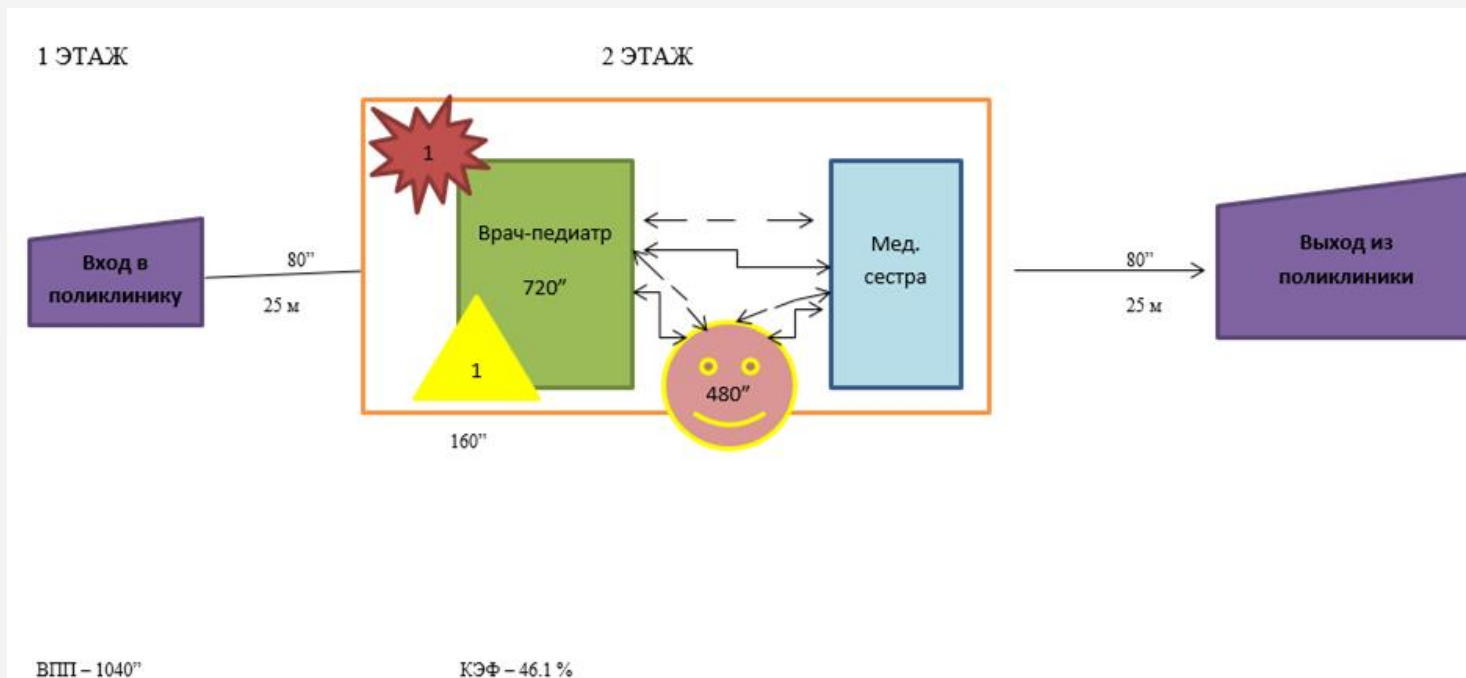 1 ЭТАЖ
2 ЭТАЖ
1
Врач-педиатр
720”
1
Мед.
сестра
480”
Вход в
поликлинику
80”
25 м
80”
25 м
Выход из
поликлиники
160”
ВПП – 1040”
КЭФ – 46.1 %